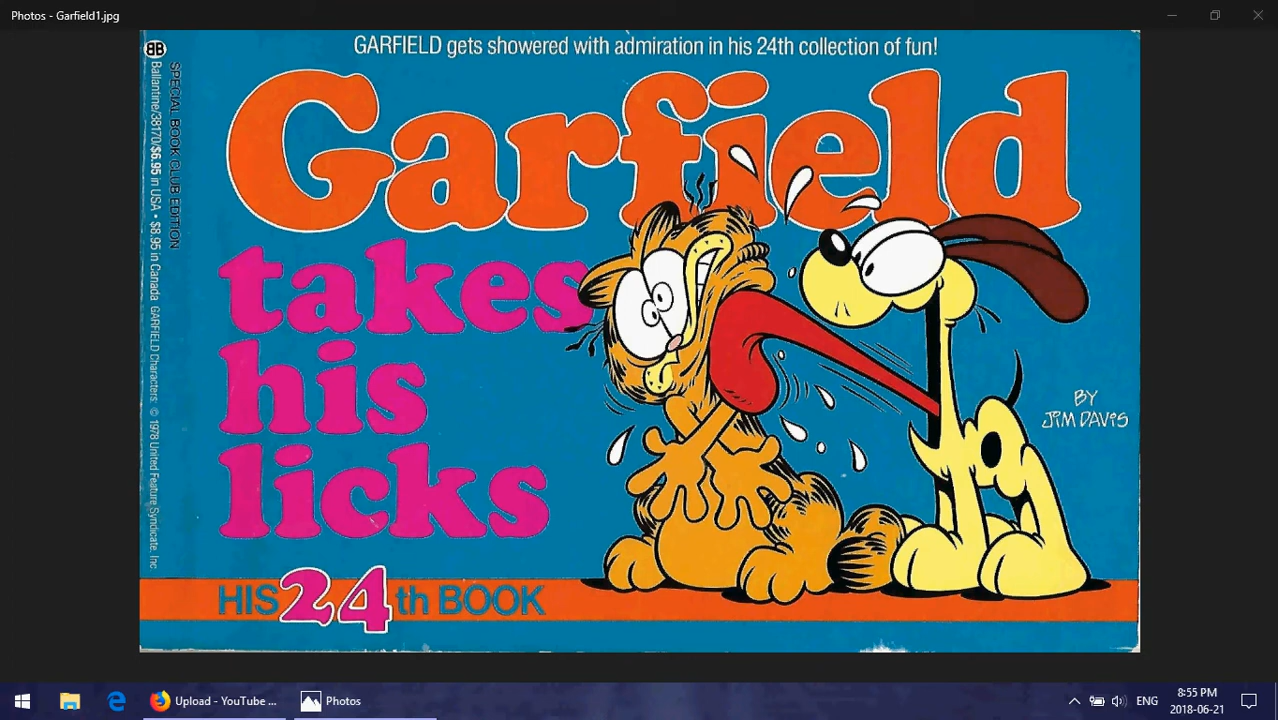 Photos - Garfield1.jpg
GARFIELD gets showered with admiration in his 24th collection of fun!
BB
SPECIAL BOOK CLUB EDITION
Ballantine/38170/$6.95 in USA • $8.95 in Canada GARFIELD Characters: © 1978 United Feature Syndicate, Inc.
Garfield
takes
his
licks
BY
JIM DAVIS
HIS 24th BOOK
Upload - YouTube ...
Photos
ENG
8:55 PM
2018-06-21